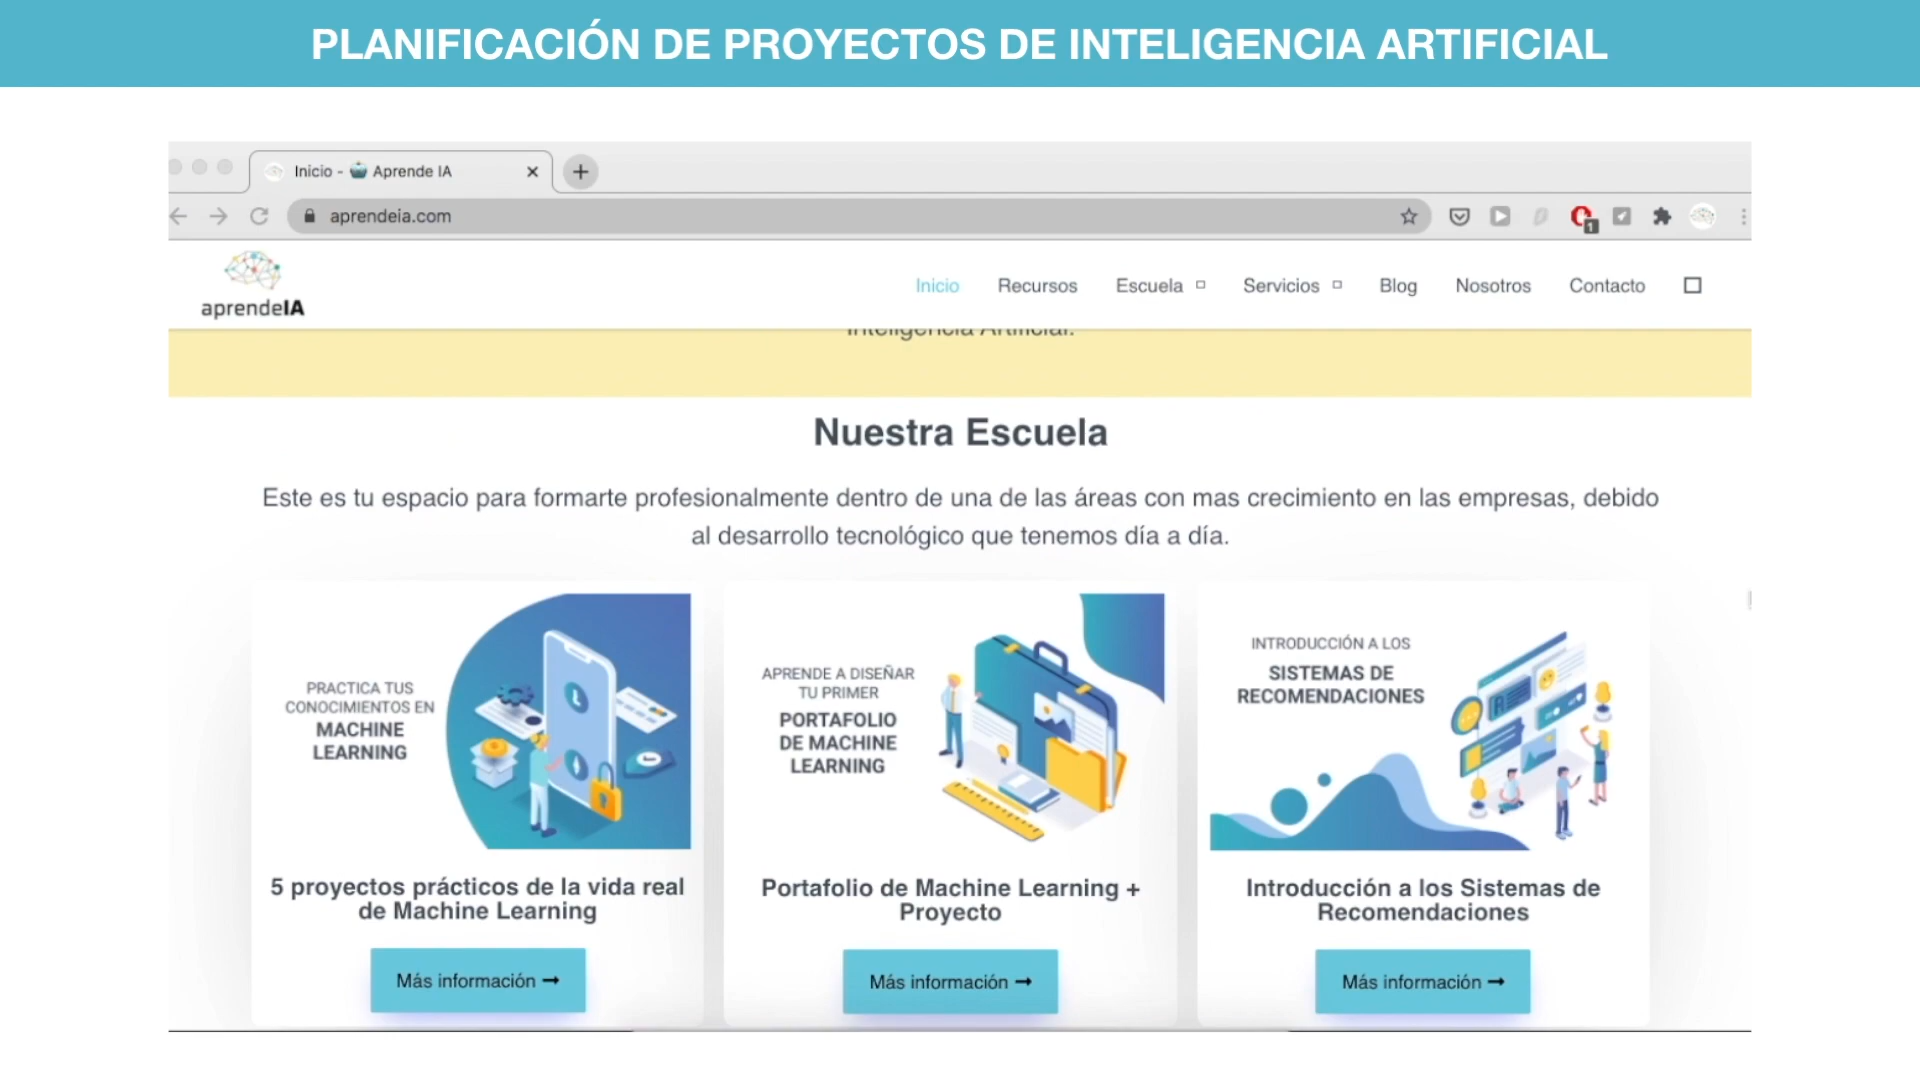 PLANIFICACIÓN DE PROYECTOS DE INTELIGENCIA ARTIFICIAL
Inicio - Aprende IA
aprendeia.com
1
aprendeIA
Inicio Recursos Escuela Servicios Blog Nosotros Contacto
Inteligencia Artificial.
Nuestra Escuela
Este es tu espacio para formarte profesionalmente dentro de una de las áreas con mas crecimiento en las empresas, debido
al desarrollo tecnológico que tenemos día a día.
PRACTICA TUS
CONOCIMIENTOS EN
MACHINE
LEARNING
5 proyectos prácticos de la vida real
de Machine Learning
Más información ➞
APRENDE A DISEÑAR
TU PRIMER
PORTAFOLIO
DE MACHINE
LEARNING
Portafolio de Machine Learning +
Proyecto
Más información ➞
INTRODUCCIÓN A LOS
SISTEMAS DE
RECOMENDACIONES
Introducción a los Sistemas de
Recomendaciones
Más información ➞